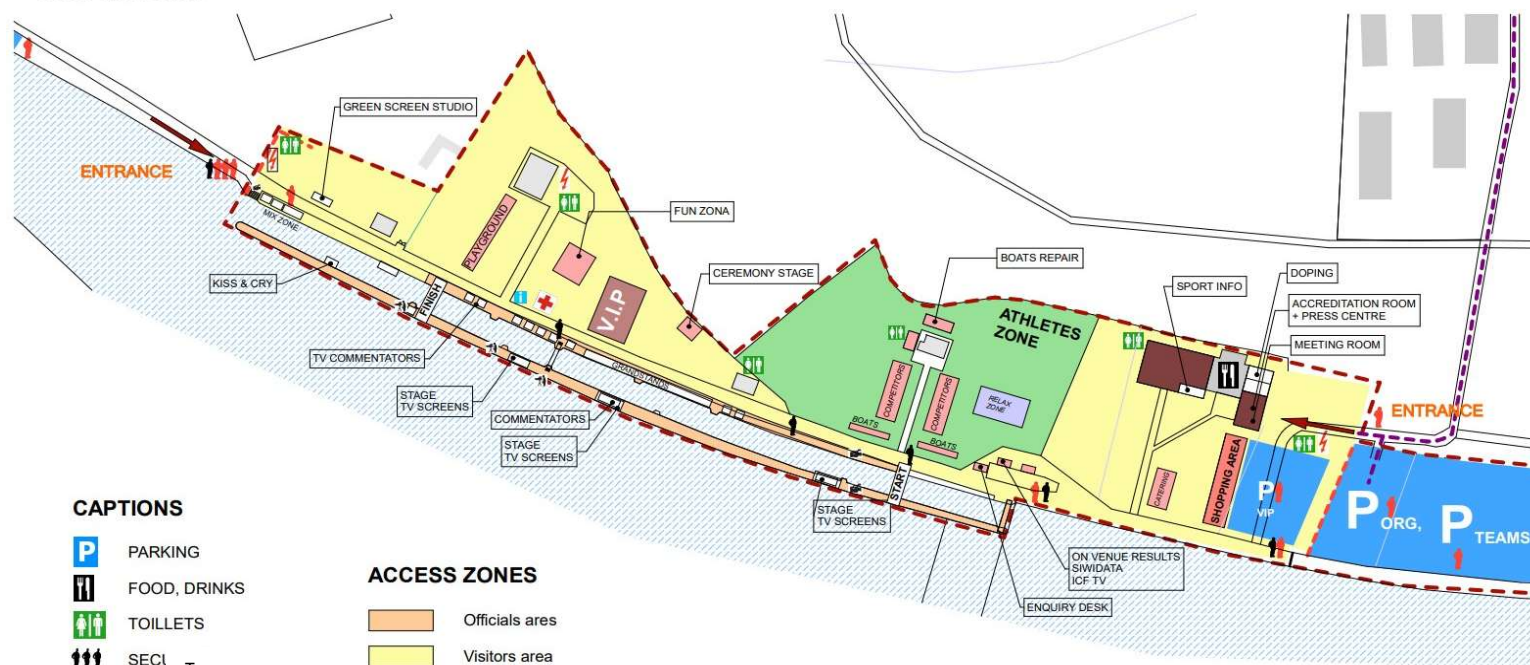 GREEN SCREEN STUDIO
ENTRANCE
MIX ZONE
PLAYGROUND
FUN ZONA
KISS & CRY
FINISH
V.I.P
CEREMONY STAGE
BOATS REPAIR
ATHLETES
ZONE
SPORT INFO
DOPING
ACCREDITATION ROOM
+ PRESS CENTRE
MEETING ROOM
TV COMMENTATORS
GRANDSTANDS
STAGE
TV SCREENS
COMMENTATORS
STAGE
TV SCREENS
COMPETITORS
COMPETITORS
RELAX
ZONE
BOATS
BOATS
ENTRANCE
START
STAGE
TV SCREENS
CATERING
SHOPPING AREA
P
VIP
P ORG,
P TEAMS
ON VENUE RESULTS
SIWIDATA
ICF TV
ENQUIRY DESK
CAPTIONS
P PARKING
FOOD, DRINKS
TOILLETS
ACCESS ZONES
Officials ares
Visitors area